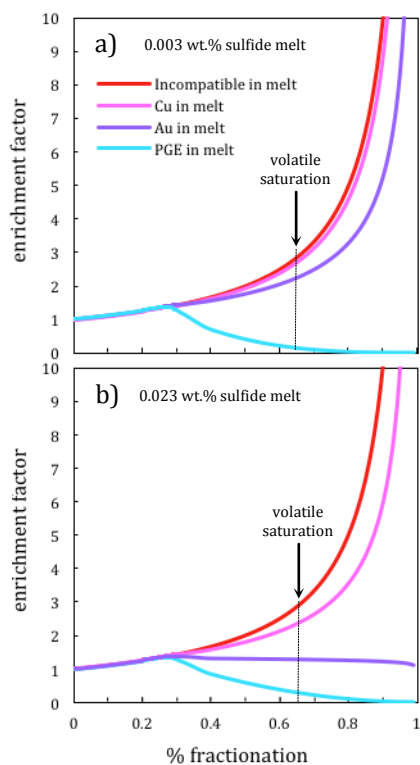 10
a) 0.003 wt.% sulfide melt
9
8
Incompatible in melt
Cu in melt
7
Au in melt
6
PGE in melt
volatile
saturation
5
4
3
2
1
0
enrichment factor
10
b) 0.023 wt.% sulfide melt
9
8
7
6
volatile
saturation
5
4
3
2
1
0
enrichment factor
0 0.2 0.4 0.6 0.8 1
% fractionation